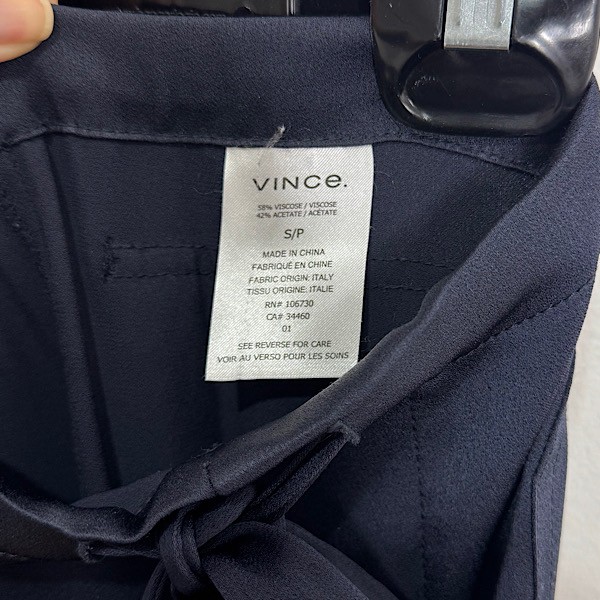 VINCE.
58% VISCOSE / VISCOSE
42% ACETATE / ACÉTATE
S/P
MADE IN CHINA
FABRIQUÉ EN CHINE
FABRIC ORIGIN: ITALY
TISSU ORIGINE: ITALIE
RN# 106730
CA# 34460
01
SEE REVERSE FOR CARE
VOIR AU VERSO POUR LES SOINS